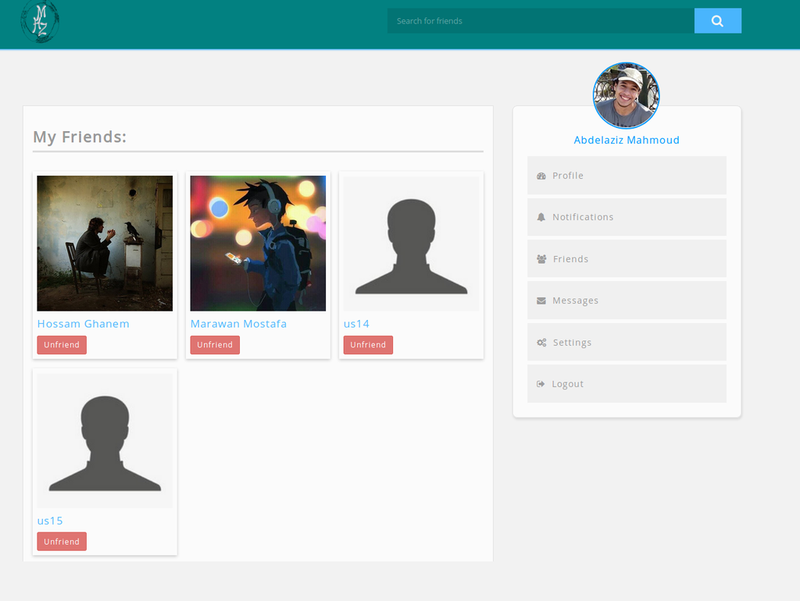 MAZ
Search for friends
My Friends:
Hossam Ghanem
Unfriend
Marawan Mostafa
Unfriend
us14
Unfriend
us15
Unfriend
Abdelaziz Mahmoud
Profile
Notifications
Friends
Messages
Settings
Logout